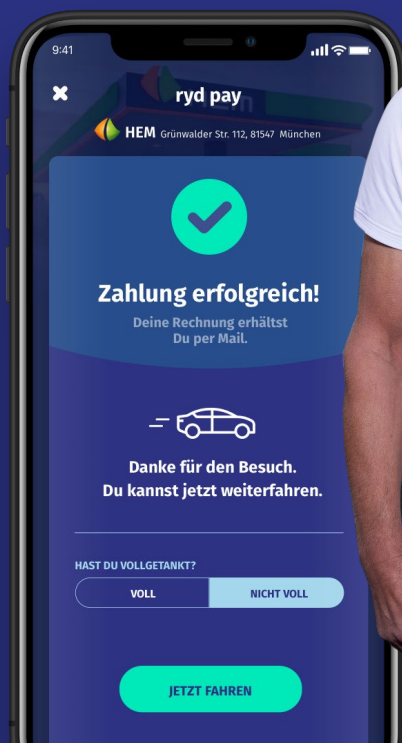 9:41
ryd pay
HEM Grünwalder Str. 112, 81547 München
Zahlung erfolgreich!
Deine Rechnung erhältst
Du per Mail.
Danke für den Besuch.
Du kannst jetzt weiterfahren.
HAST DU VOLLGETANKT?
VOLL NICHT VOLL
JETZT FAHREN